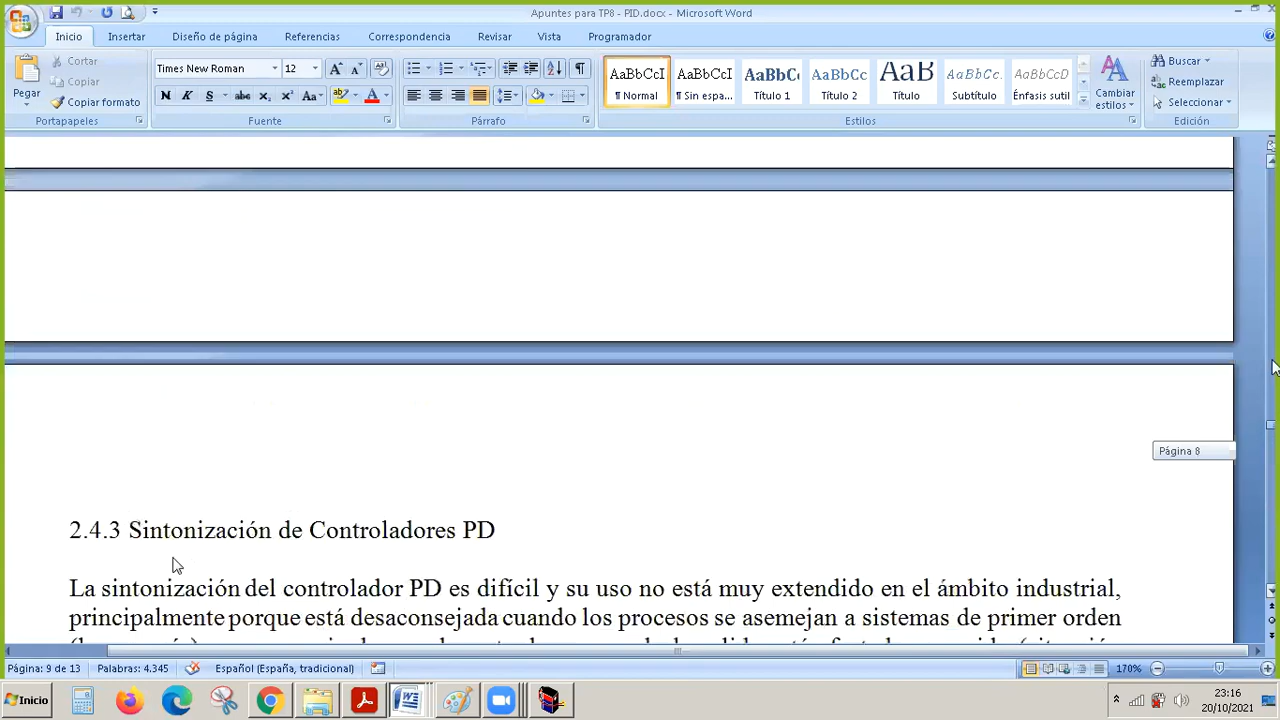 Apuntes para TP8 - PID.docx - Microsoft Word
Inicio Insertar Diseño de página Referencias Correspondencia Revisar Vista Programador
Pegar
Cortar
Copiar
Copiar formato
Portapapeles
Times New Roman 12
N K S abc x₂ x² Aa
ab A
Fuente
Párrafo
AaBbCcI
¶ Normal
AaBbCcI
¶ Sin espa...
AaBbC
Título 1
AaBbCc
Título 2
AaB
Título
AaBbCc.
Subtítulo
AaBbCcD
Énfasis sutil
Cambiar
estilos
Estilos
Buscar
Reemplazar
Seleccionar
Edición
Página 8
2.4.3 Sintonización de Controladores PD
La sintonización del controlador PD es difícil y su uso no está muy extendido en el ámbito industrial,
principalmente porque está desaconsejada cuando los procesos se asemejan a sistemas de primer orden
Página: 9 de 13 Palabras: 4.345 Español (España, tradicional) 170%
Inicio
23:16
20/10/2021